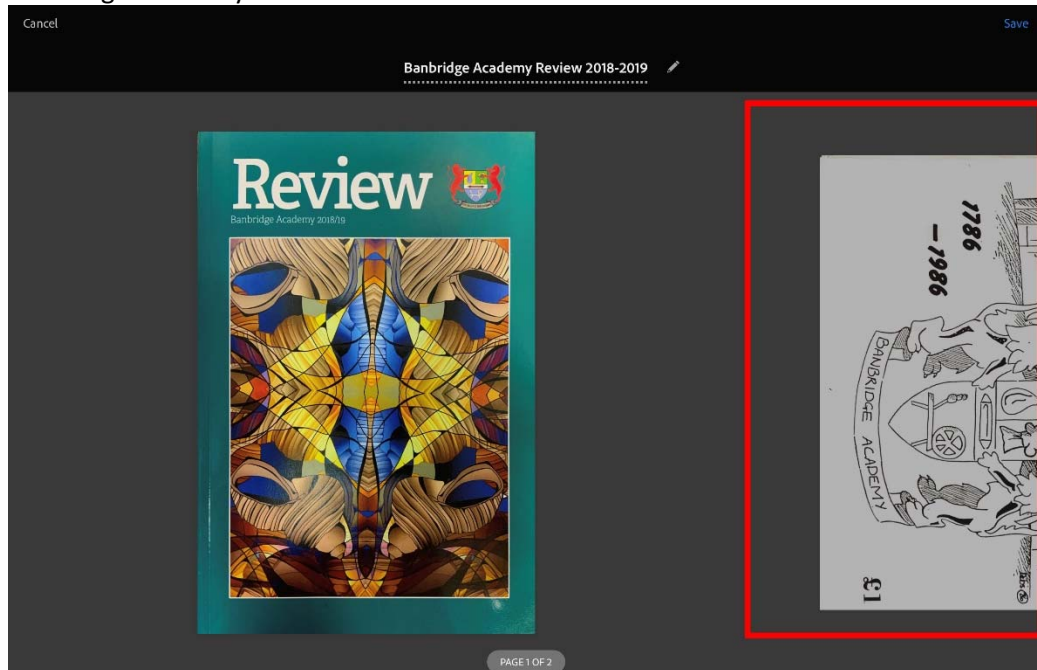 Cancel
Save
Banbridge Academy Review 2018-2019
Review
Banbridge Academy 2018/19
1786
– 1986
BANBRIDGE ACADEMY
£1
PAGE 1 OF 2